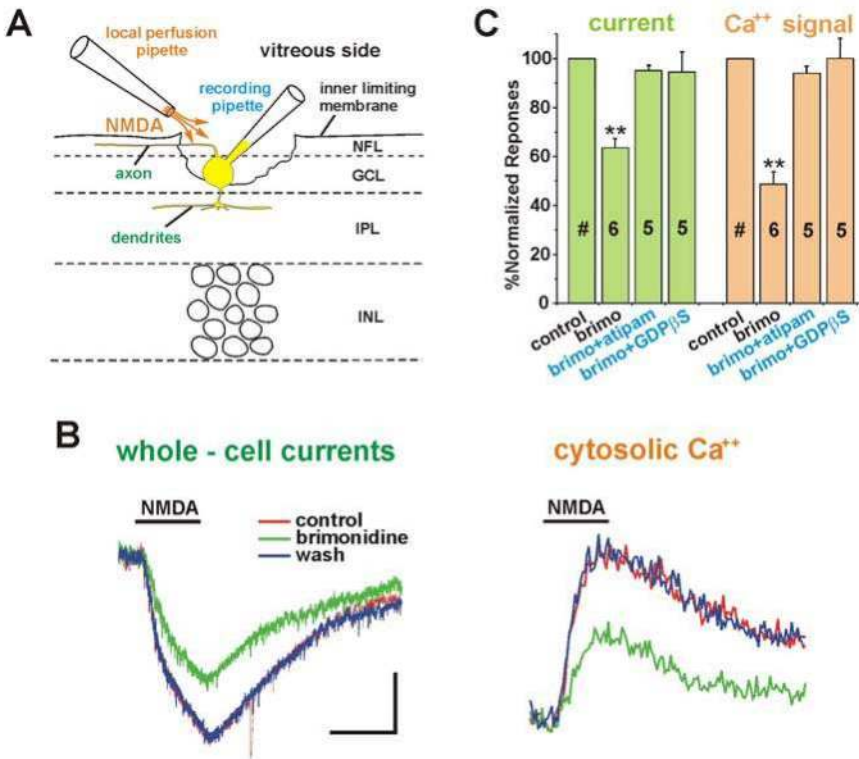 A
local perfusion
pipette
vitreous side
recording
pipette
inner limiting
membrane
NMDA
NFL
axon
GCL
dendrites
IPL
INL
C
current
Ca++ signal
%Normalized Reponses
100
80
60
40
20
0
**
**
# 6 5 5
# 6 5 5
control
brimo
brimo+atipam
brimo+GDPβS
control
brimo
brimo+atipam
brimo+GDPβS
B
whole - cell currents
cytosolic Ca++
NMDA
control
brimonidine
wash
NMDA